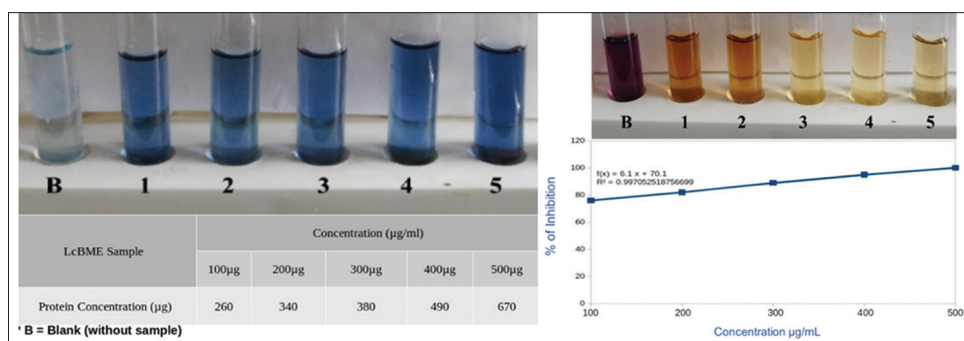 B 1 2 3 4 5
LcBME Sample
Concentration (µg/ml)
100µg 200µg 300µg 400µg 500µg
Protein Concentration (µg) 260 340 380 490 670
* B = Blank (without sample)
B 1 2 3 4 5
120
100
80
60
40
20
0
f(x) = 6.1 x + 70.1
R² = 0.997052518756699
% of Inhibition
100 200 300 400 500
Concentration µg/mL